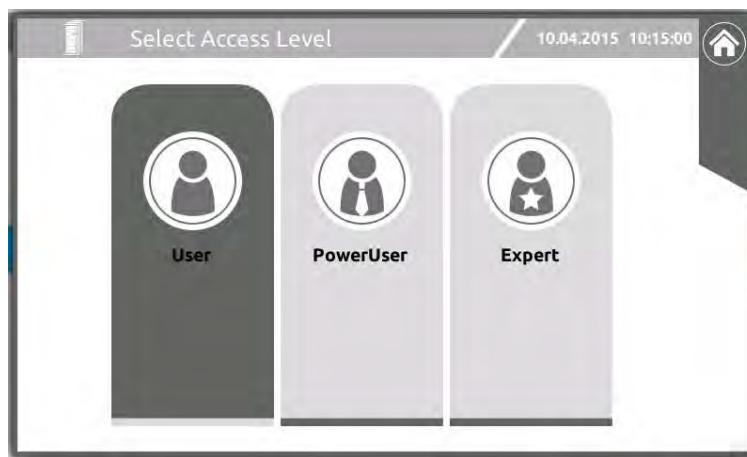 Select Access Level
10.04.2015 10:15:00
User
PowerUser
Expert